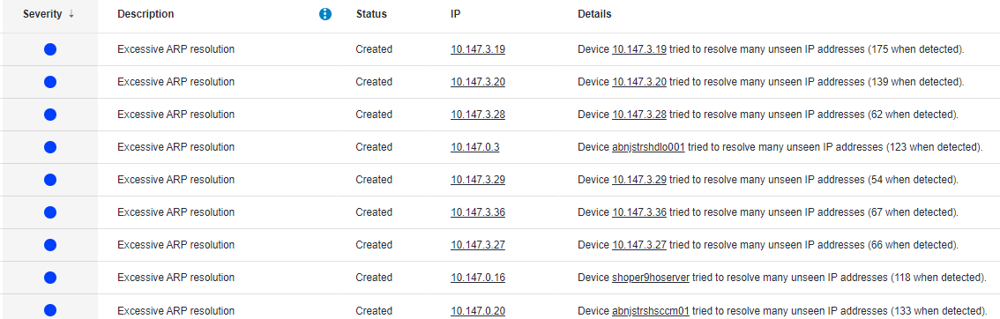 Severity ↓ Description Status IP Details
Excessive ARP resolution Created 10.147.3.19 Device 10.147.3.19 tried to resolve many unseen IP addresses (175 when detected).
Excessive ARP resolution Created 10.147.3.20 Device 10.147.3.20 tried to resolve many unseen IP addresses (139 when detected).
Excessive ARP resolution Created 10.147.3.28 Device 10.147.3.28 tried to resolve many unseen IP addresses (62 when detected).
Excessive ARP resolution Created 10.147.0.3 Device abnjstrshdlo001 tried to resolve many unseen IP addresses (123 when detected).
Excessive ARP resolution Created 10.147.3.29 Device 10.147.3.29 tried to resolve many unseen IP addresses (54 when detected).
Excessive ARP resolution Created 10.147.3.36 Device 10.147.3.36 tried to resolve many unseen IP addresses (67 when detected).
Excessive ARP resolution Created 10.147.3.27 Device 10.147.3.27 tried to resolve many unseen IP addresses (66 when detected).
Excessive ARP resolution Created 10.147.0.16 Device shoper9hoserver tried to resolve many unseen IP addresses (118 when detected).
Excessive ARP resolution Created 10.147.0.20 Device abnjstrshsccm01 tried to resolve many unseen IP addresses (133 when detected).